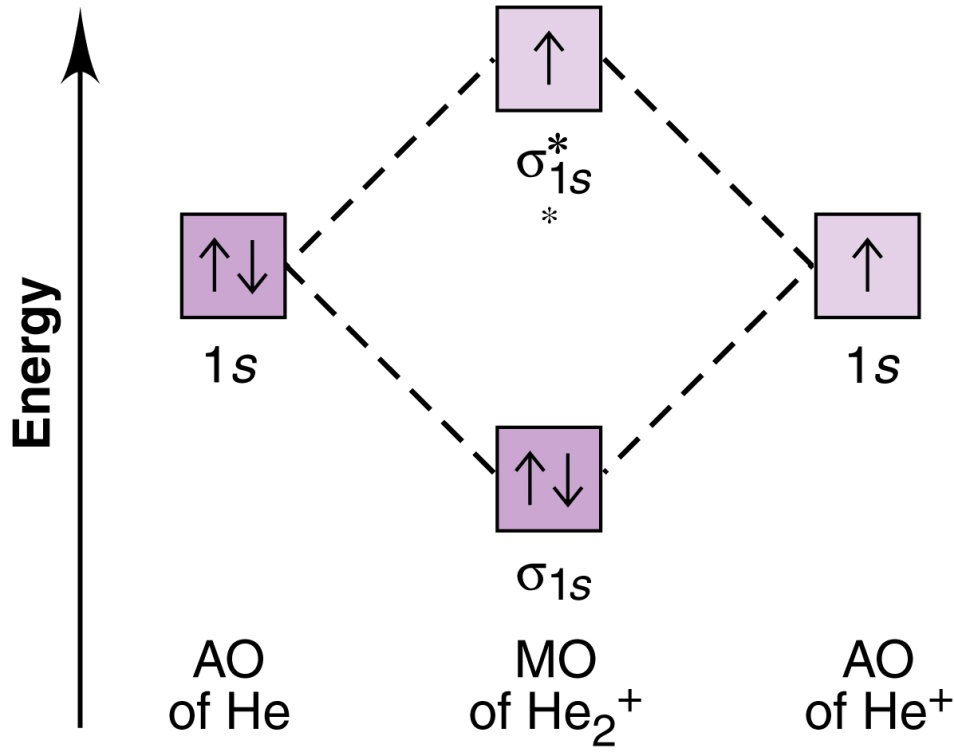 ↑
σ*1s
*
↑↓
↑
1s
1s
Energy
↑↓
σ1s
AO
of He
MO
of He2+
AO
of He+